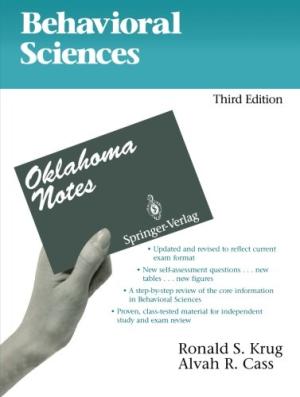 Behavioral
Sciences
Third Edition
Oklahoma
Notes
Springer-Verlag
• Updated and revised to reflect current
exam format
• New self-assessment questions . . . new
tables . . . new figures
• A step-by-step review of the core information
in Behavioral Sciences
• Proven, class-tested material for independent
study and exam review
Ronald S. Krug
Alvah R. Cass